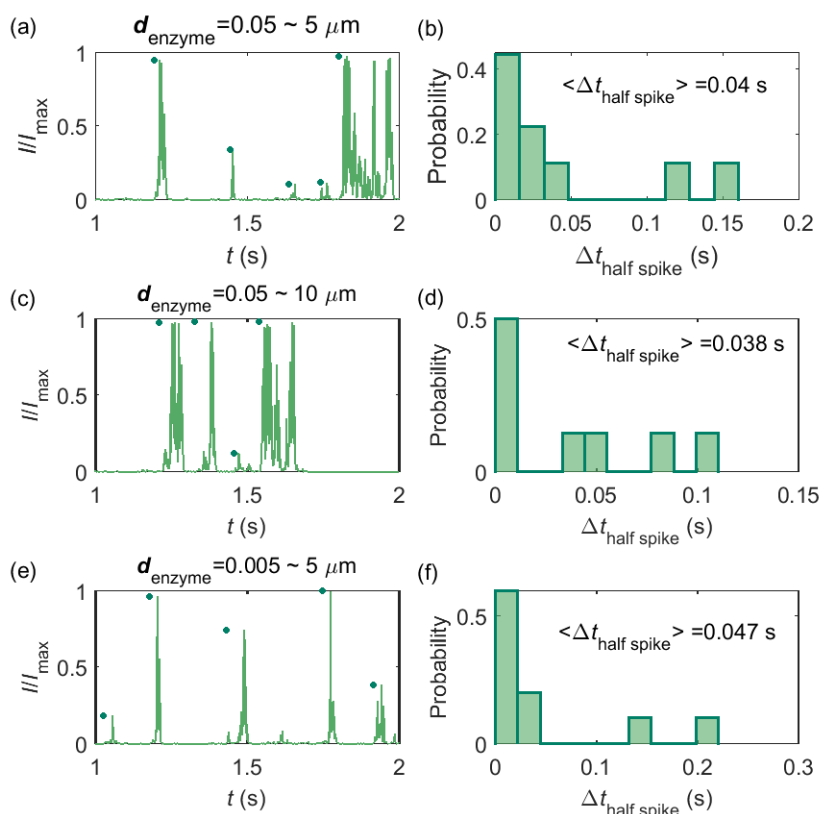 (a) d_enzyme=0.05 ~ 5 μm
1
0.5
0
I/I_max
1 1.5 2
t (s)
(b)
0.4
0.2
0
Probability
<Δt_half spike> =0.04 s
0 0.05 0.1 0.15 0.2
Δt_half spike (s)
(c) d_enzyme=0.05 ~ 10 μm
1
0.5
0
I/I_max
1 1.5 2
t (s)
(d)
0.5
0
Probability
<Δt_half spike> =0.038 s
0 0.05 0.1 0.15
Δt_half spike (s)
(e) d_enzyme=0.005 ~ 5 μm
1
0.5
0
I/I_max
1 1.5 2
t (s)
(f)
0.5
0
Probability
<Δt_half spike> =0.047 s
0 0.1 0.2 0.3
Δt_half spike (s)